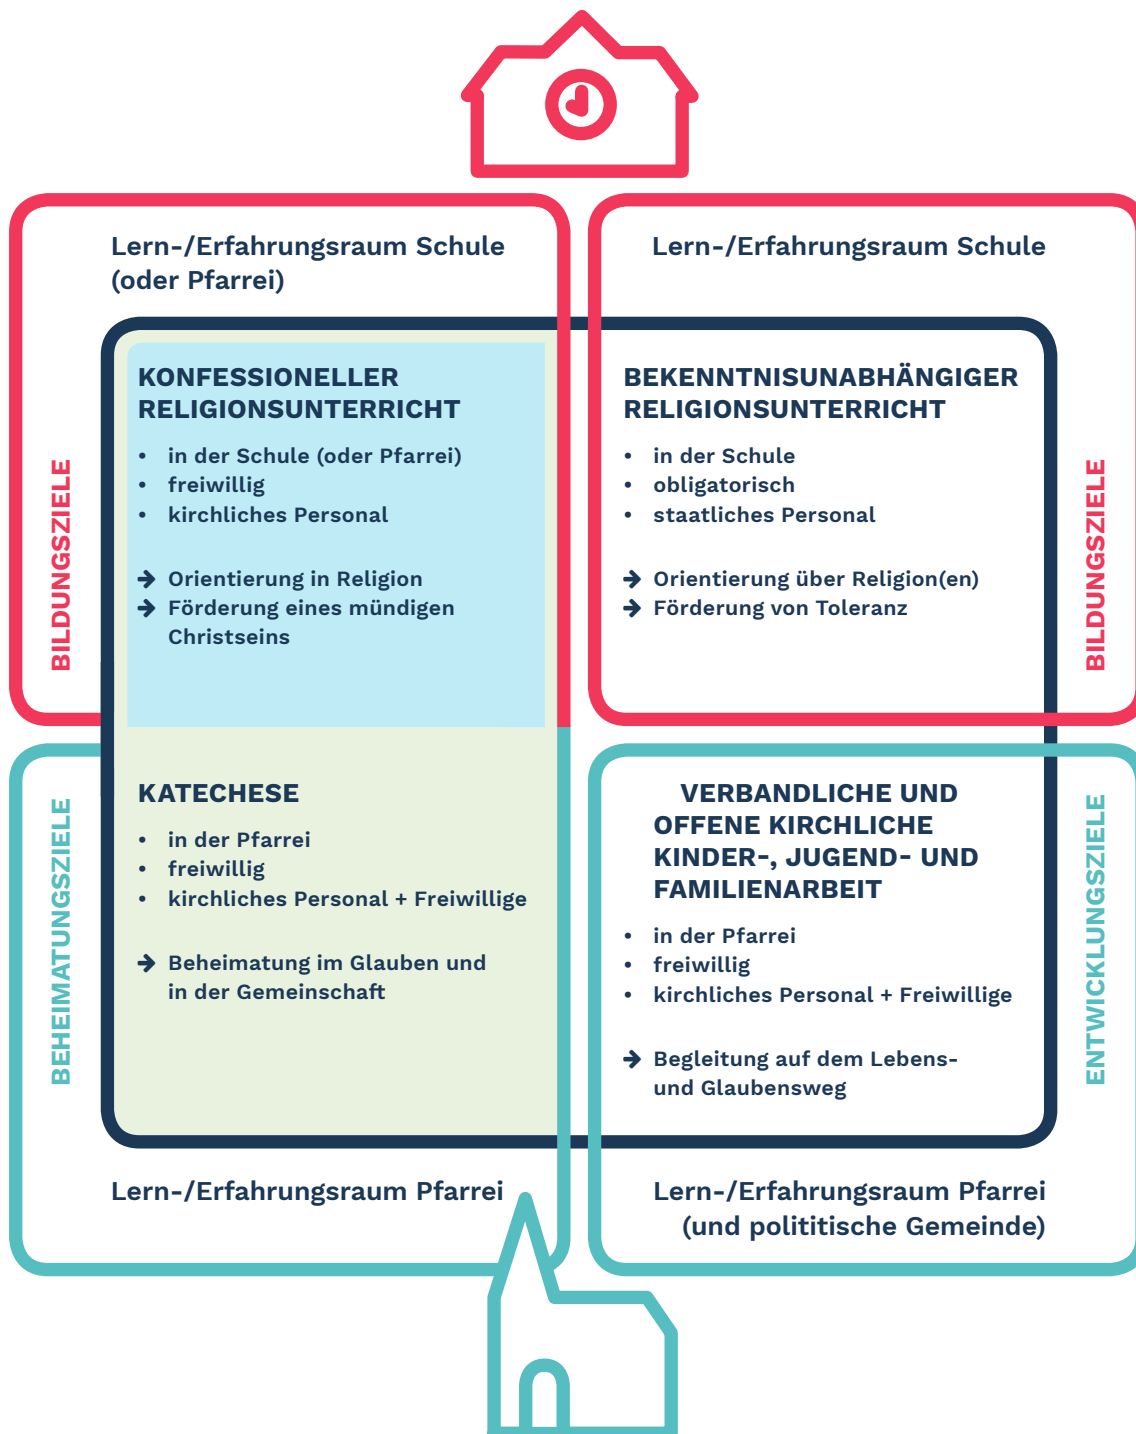 Lern-/Erfahrungsraum Schule
(oder Pfarrei)
BILDUNGSZIELE
KONFESSIONELLER
RELIGIONSUNTERRICHT
• in der Schule (oder Pfarrei)
• freiwillig
• kirchliches Personal
→ Orientierung in Religion
→ Förderung eines mündigen
Christseins
Lern-/Erfahrungsraum Schule
BEKENNTNISUNABHÄNGIGER
RELIGIONSUNTERRICHT
• in der Schule
• obligatorisch
• staatliches Personal
→ Orientierung über Religion(en)
→ Förderung von Toleranz
BILDUNGSZIELE
BEHEIMATUNGSZIELE
KATECHESE
• in der Pfarrei
• freiwillig
• kirchliches Personal + Freiwillige
→ Beheimatung im Glauben und
in der Gemeinschaft
Lern-/Erfahrungsraum Pfarrei
VERBANDLICHE UND
OFFENE KIRCHLICHE
KINDER-, JUGEND- UND
FAMILIENARBEIT
• in der Pfarrei
• freiwillig
• kirchliches Personal + Freiwillige
→ Begleitung auf dem Lebens-
und Glaubensweg
ENTWICKLUNGSZIELE
Lern-/Erfahrungsraum Pfarrei
(und polititische Gemeinde)